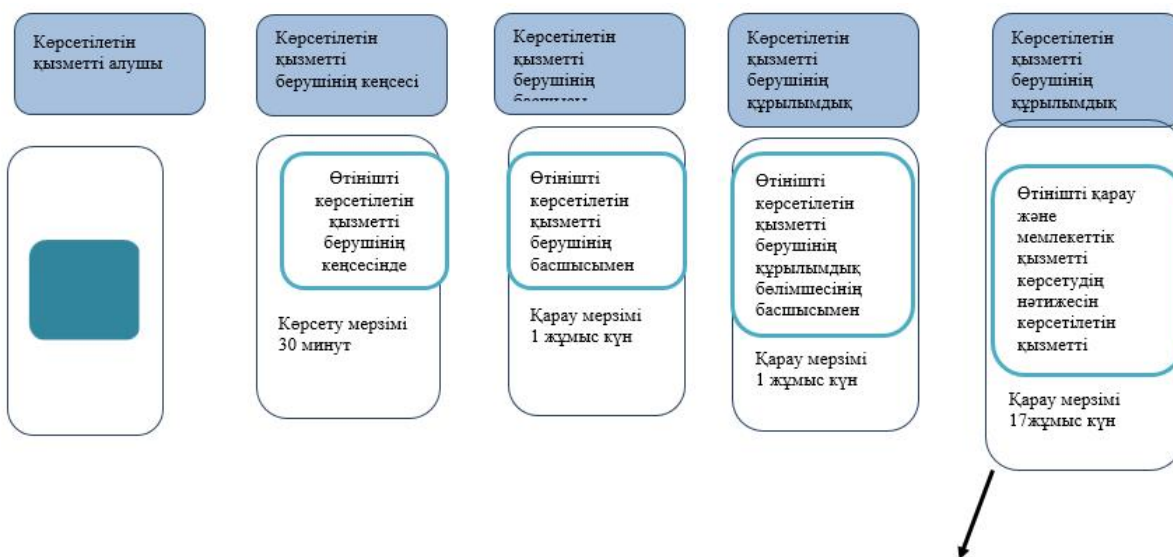 Көрсетілетін
қызметті алушы
Көрсетілетін
қызметті
берушінің кеңсесі
Көрсетілетін
қызметті
берушінің
басшысы
Көрсетілетін
қызметті
берушінің
құрылымдық
Көрсетілетін
қызметті
берушінің
құрылымдық
Өтінішті
көрсетілетін
қызметті
берушінің
кеңсесінде
Көрсету мерзімі
30 минут
Өтінішті
көрсетілетін
қызметті
берушінің
басшысымен
Қарау мерзімі
1 жұмыс күн
Өтінішті
көрсетілетін
қызметті
берушінің
құрылымдық
бөлімшесінің
басшысымен
Қарау мерзімі
1 жұмыс күн
Өтінішті қарау
және
мемлекеттік
қызметті
көрсетудің
нәтижесін
көрсетілетін
қызметті
Қарау мерзімі
17жұмыс күн